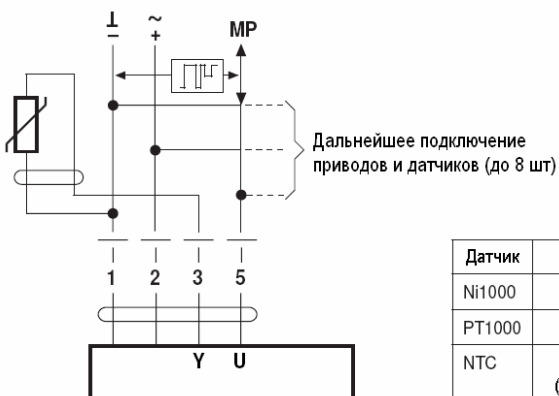 ⊥ ~ MP
− +
Дальнейшее подключение
приводов и датчиков (до 8 шт)
1 2 3 5
Y U
Датчик
Ni1000
PT1000
NTC
(